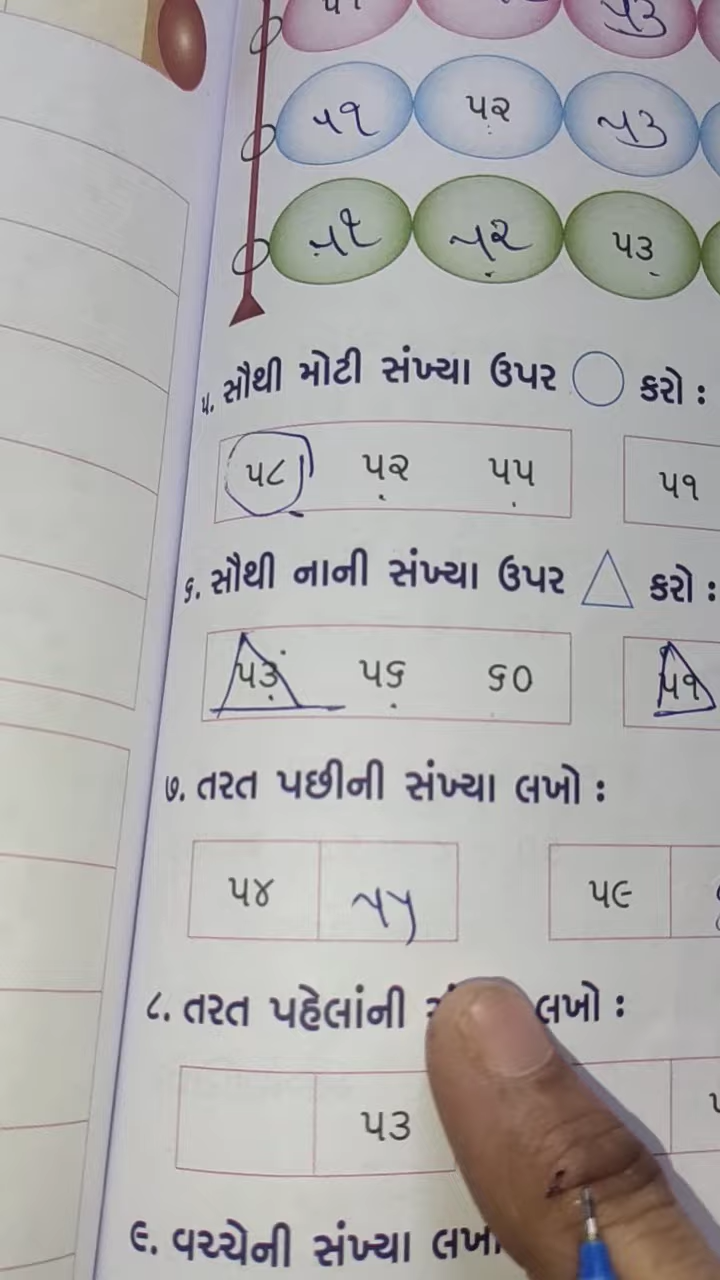 ૫૩
૫૧ ૫૨ ૫૩
૫૧ ૫૨ ૫૩
૫. સૌથી મોટી સંખ્યા ઉપર ○ કરો :
૫૮ ૫૨ ૫૫ ૫૧
૬. સૌથી નાની સંખ્યા ઉપર △ કરો :
૫૩ ૫૬ ૬૦ ૫૧
૭. તરત પછીની સંખ્યા લખો :
૫૪ ૫૫ ૫૯
૮. તરત પહેલાંની લખો :
૫૩
૯. વચ્ચેની સંખ્યા